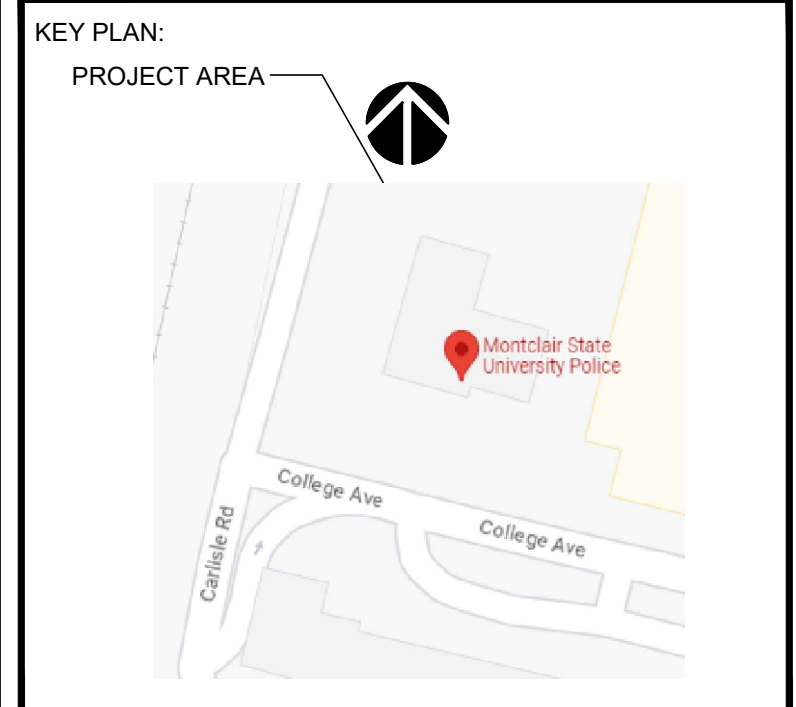 KEY PLAN:
PROJECT AREA
Montclair State
University Police
College Ave
College Ave
Carlisle Rd